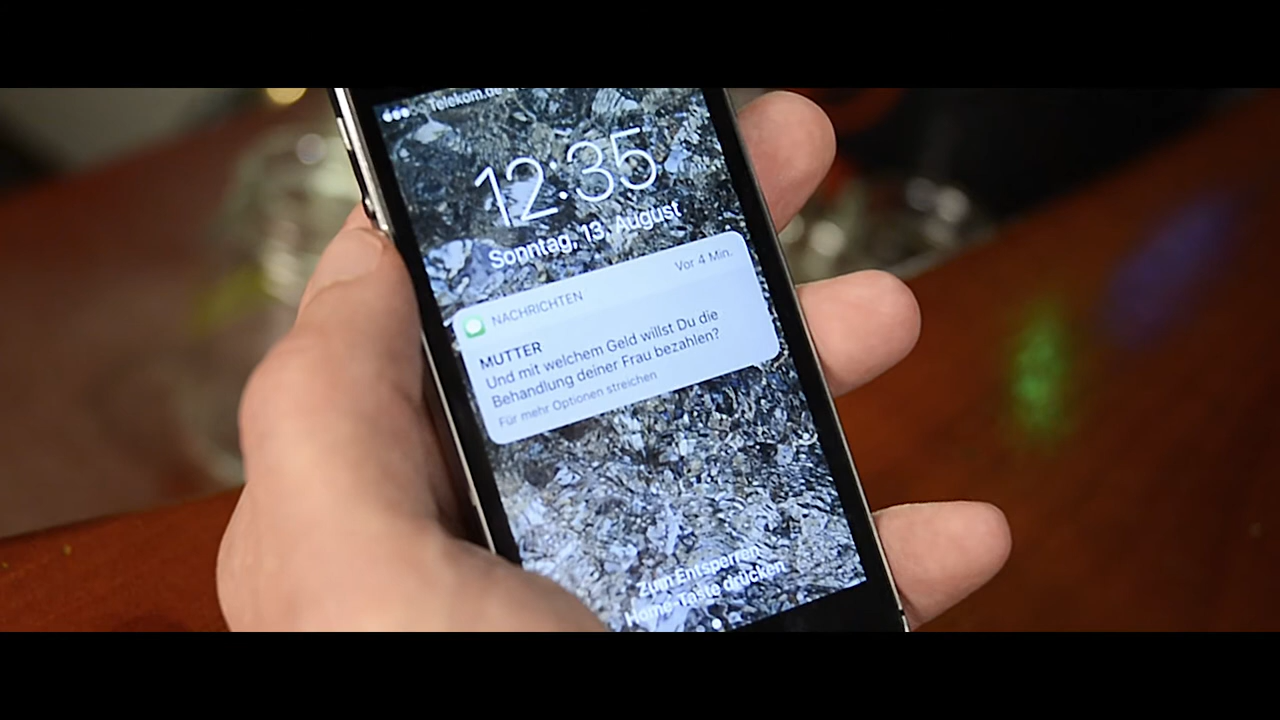 Telekom.de
12:35
Sonntag, 13. August
NACHRICHTEN
Vor 4 Min.
MUTTER
Und mit welchem Geld willst Du die
Behandlung deiner Frau bezahlen?
Für mehr Optionen streichen
Zum Entsperren
Home-Taste drücken